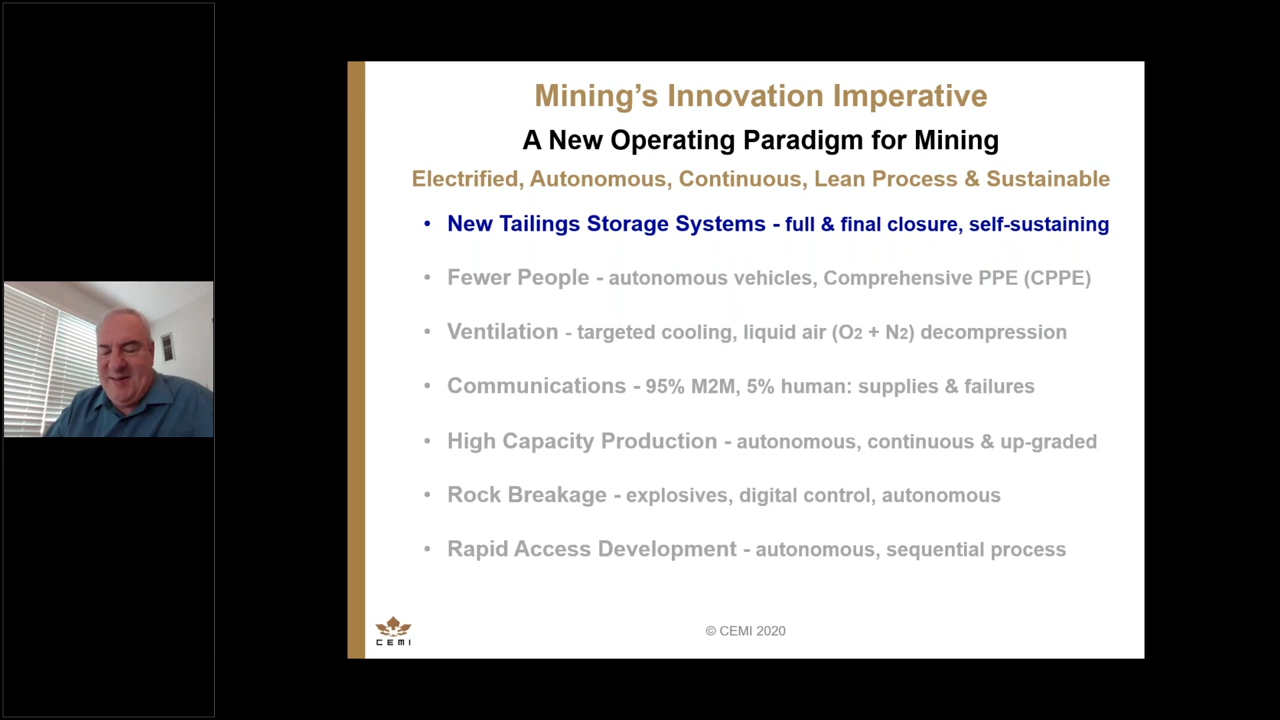 Mining’s Innovation Imperative
A New Operating Paradigm for Mining
Electrified, Autonomous, Continuous, Lean Process & Sustainable
• New Tailings Storage Systems - full & final closure, self-sustaining
• Fewer People - autonomous vehicles, Comprehensive PPE (CPPE)
• Ventilation - targeted cooling, liquid air (O2 + N2) decompression
• Communications - 95% M2M, 5% human: supplies & failures
• High Capacity Production - autonomous, continuous & up-graded
• Rock Breakage - explosives, digital control, autonomous
• Rapid Access Development - autonomous, sequential process
CEMI
© CEMI 2020